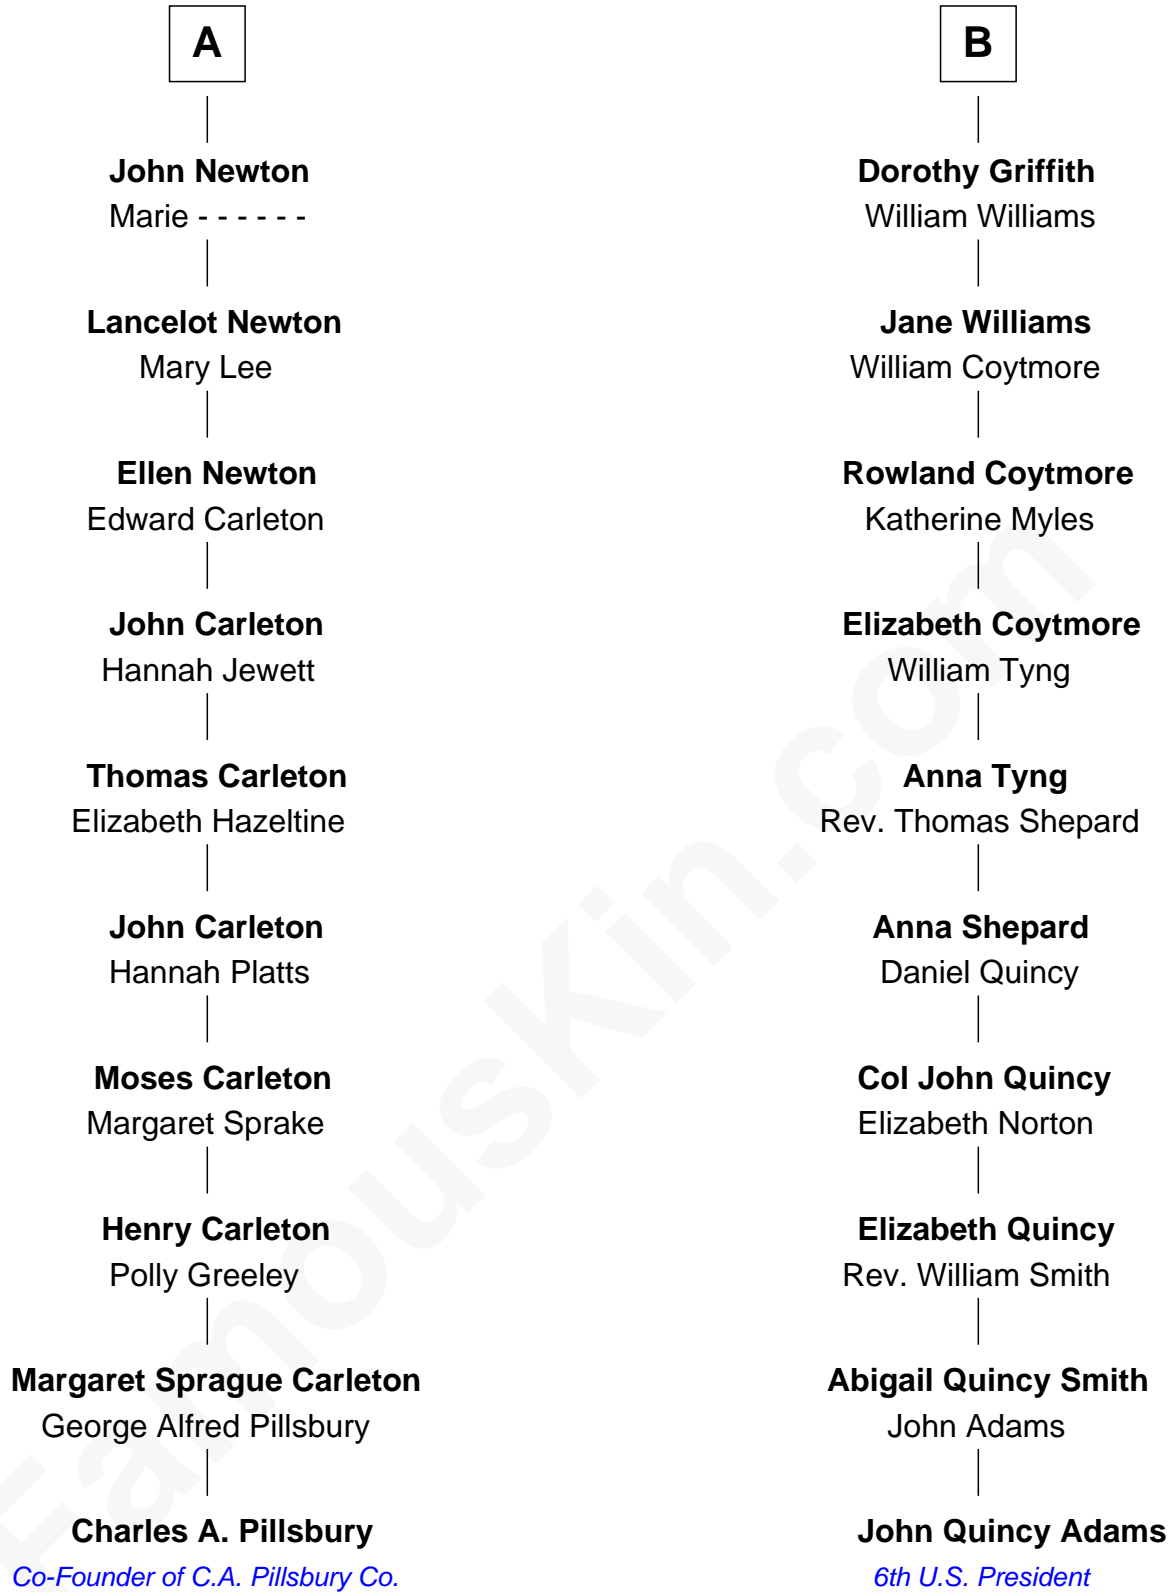 A
John Newton
Marie - - - - - -
Lancelot Newton
Mary Lee
Ellen Newton
Edward Carleton
John Carleton
Hannah Jewett
Thomas Carleton
Elizabeth Hazeltine
John Carleton
Hannah Platts
Moses Carleton
Margaret Sprake
Henry Carleton
Polly Greeley
Margaret Sprague Carleton
George Alfred Pillsbury
Charles A. Pillsbury
Co-Founder of C.A. Pillsbury Co.
B
Dorothy Griffith
William Williams
Jane Williams
William Coytmore
Rowland Coytmore
Katherine Myles
Elizabeth Coytmore
William Tyng
Anna Tyng
Rev. Thomas Shepard
Anna Shepard
Daniel Quincy
Col John Quincy
Elizabeth Norton
Elizabeth Quincy
Rev. William Smith
Abigail Quincy Smith
John Adams
John Quincy Adams
6th U.S. President
FamousKin.com